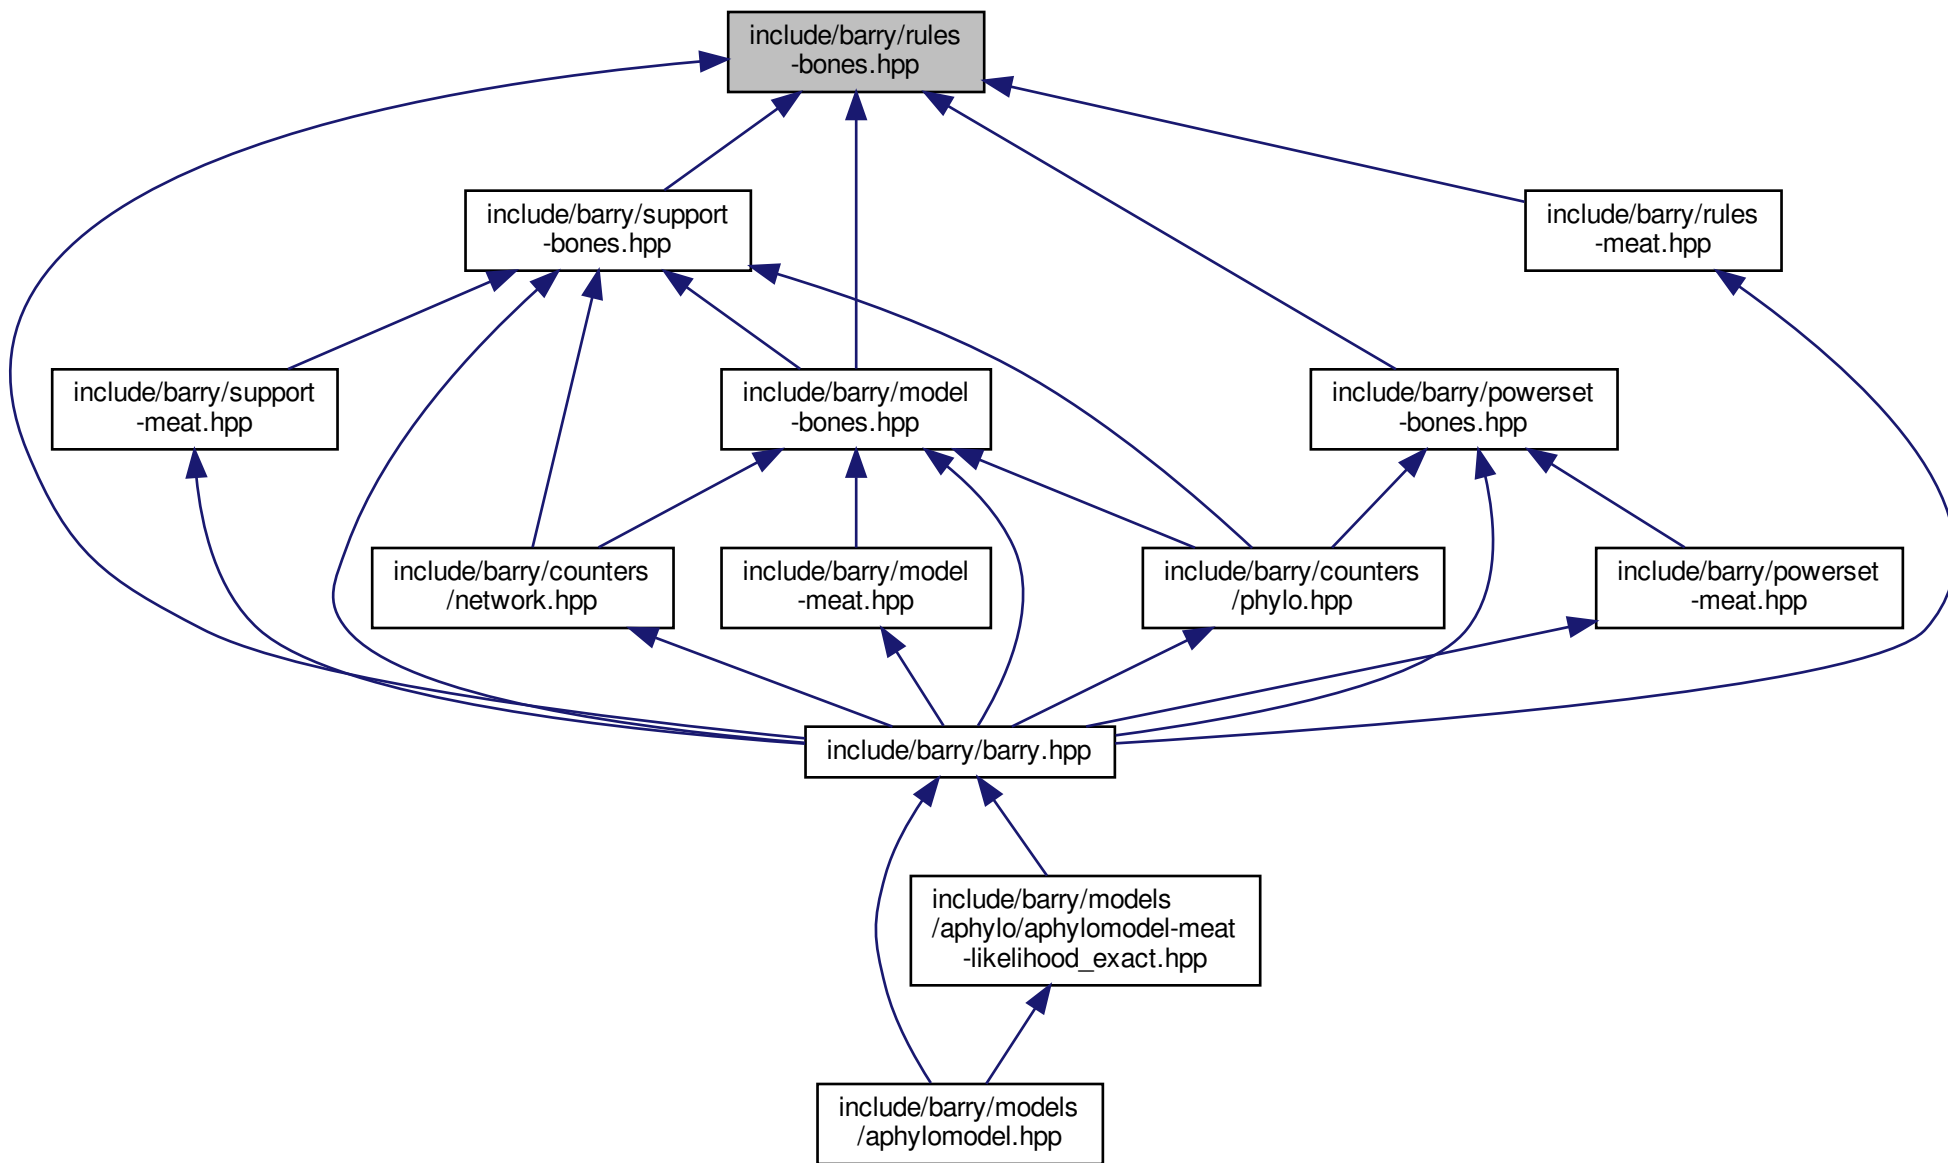 include/barry/rules
-bones.hpp
include/barry/support
-bones.hpp
include/barry/rules
-meat.hpp
include/barry/support
-meat.hpp
include/barry/model
-bones.hpp
include/barry/powerset
-bones.hpp
include/barry/counters
/network.hpp
include/barry/model
-meat.hpp
include/barry/counters
/phylo.hpp
include/barry/powerset
-meat.hpp
include/barry/barry.hpp
include/barry/models
/aphylo/aphylomodel-meat
-likelihood_exact.hpp
include/barry/models
/aphylomodel.hpp